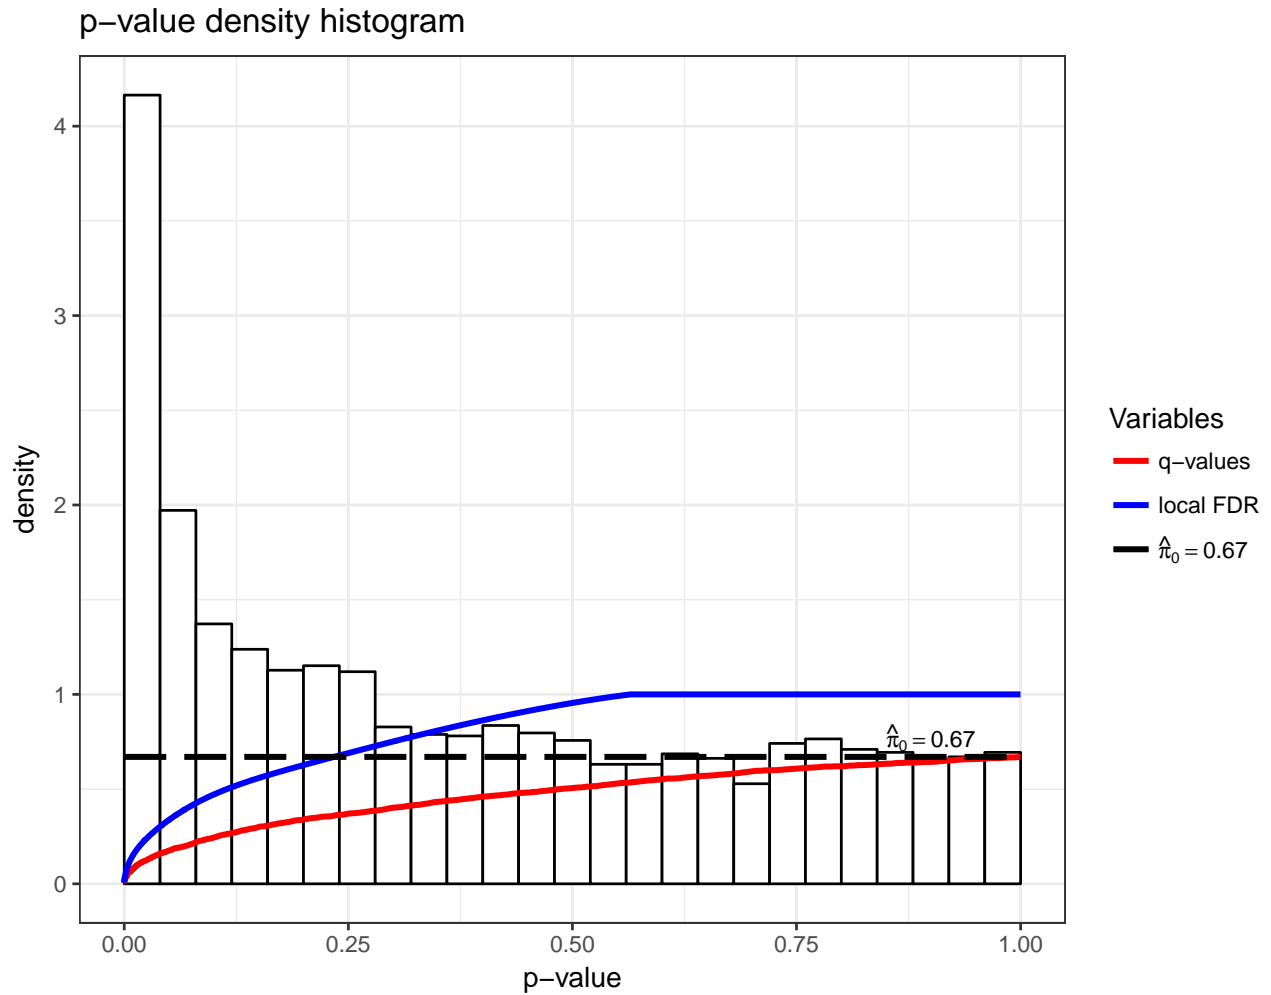 p−value density histogram
4
3
2
1
0
density
π̂₀ = 0.67
0.00
0.25
0.50
0.75
1.00
p−value
Variables
q−values
local FDR
π̂₀ = 0.67